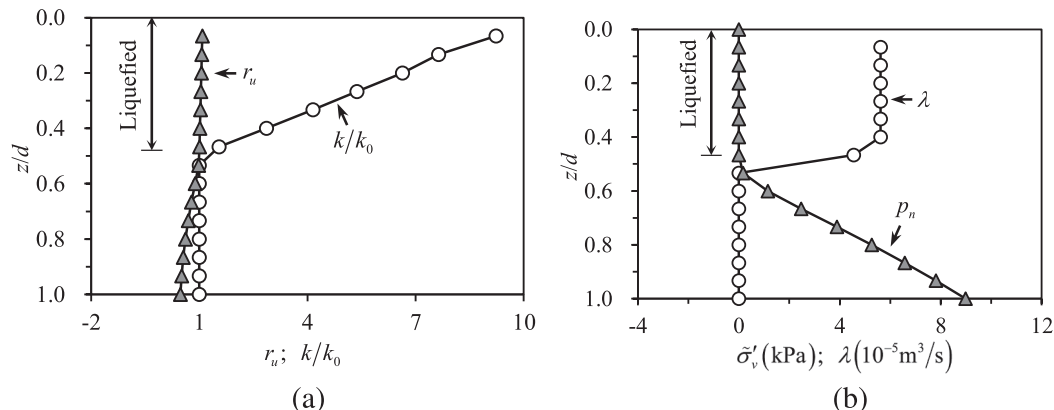 0.0
0.2
0.4
0.6
0.8
1.0
z/d
Liquefied
r_u
k/k_0
-2
1
4
7
10
r_u; k/k_0
(a)
0.0
0.2
0.4
0.6
0.8
1.0
z/d
Liquefied
λ
p_n
-4
0
4
8
12
σ̃′_v(kPa); λ(10⁻⁵m³/s)
(b)